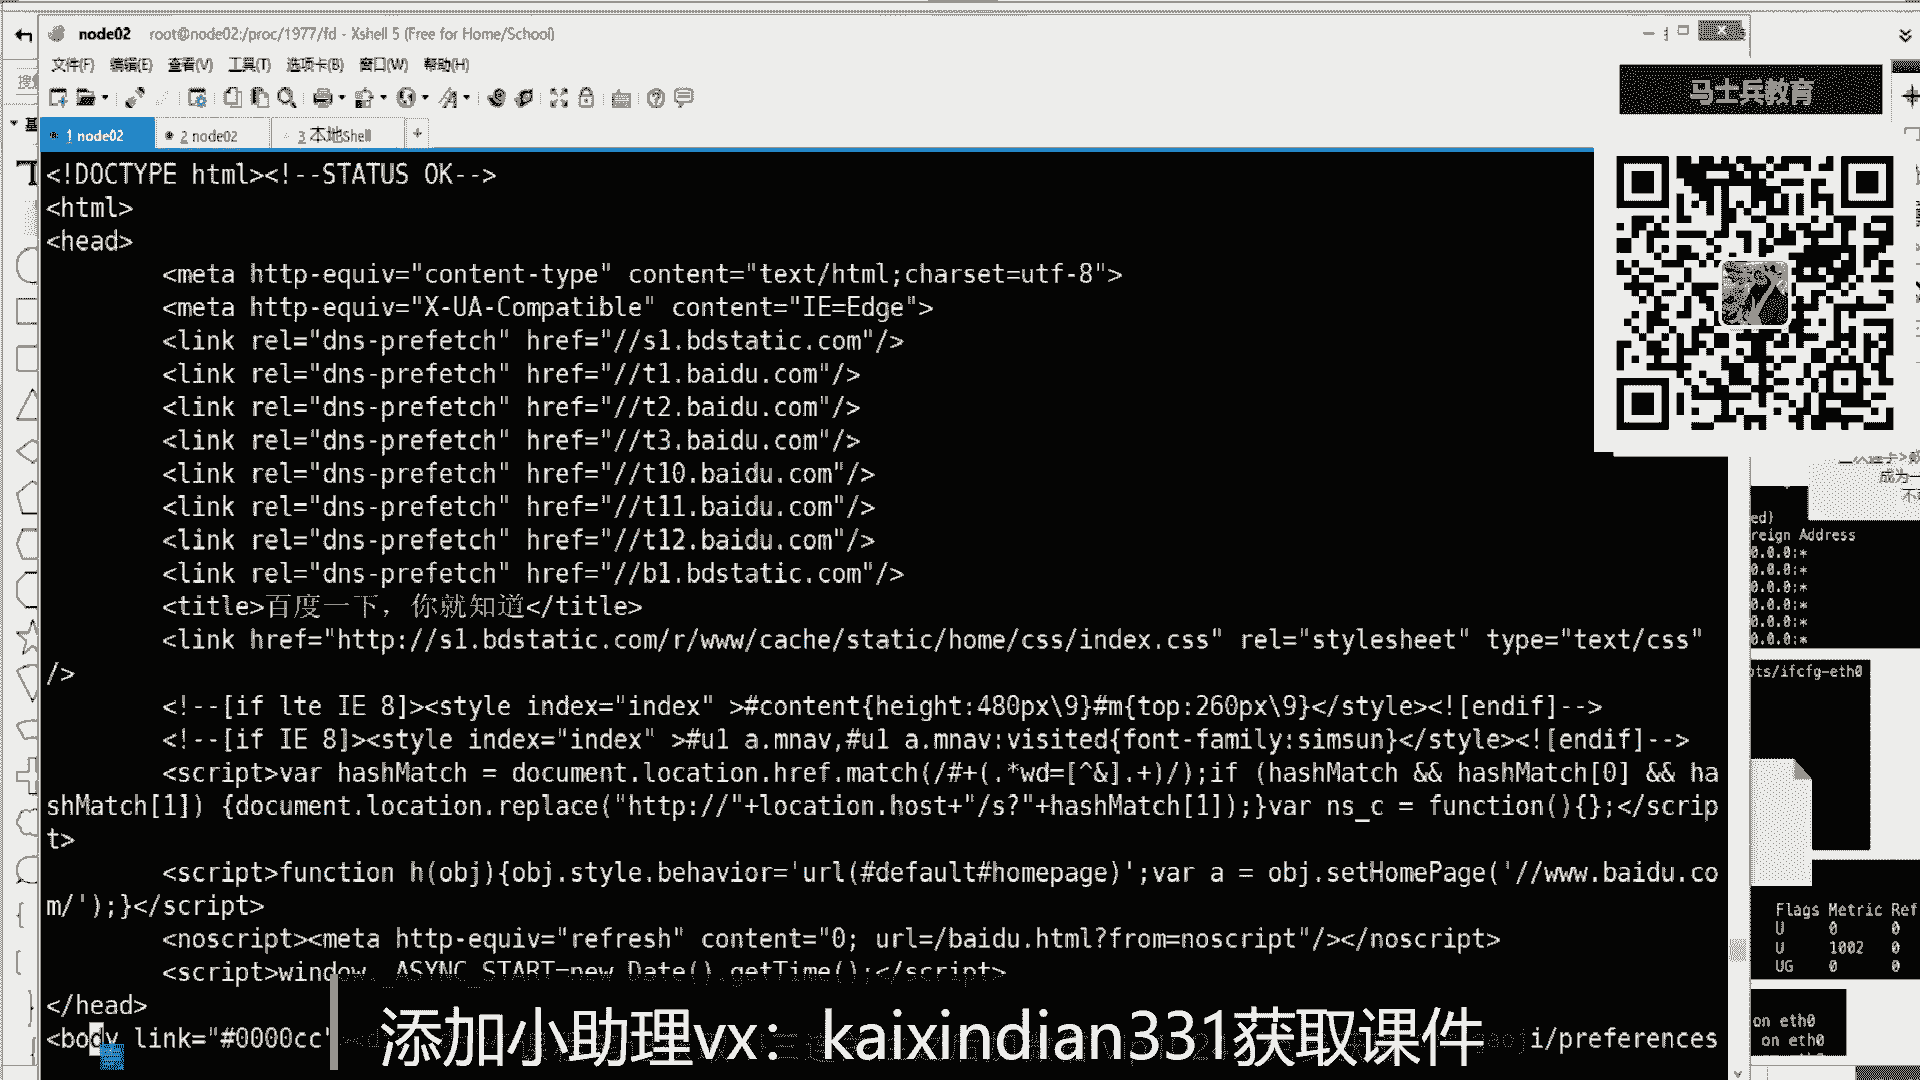 node02 root@node02:/proc/1977/fd - Xshell 5 (Free for Home/School)
文件(F) 编辑(E) 查看(V) 工具(T) 选项卡(B) 窗口(W) 帮助(H)
马士兵教育
1 node02
2 node02
3 本地Shell
+
<!DOCTYPE html><!--STATUS OK-->
<html>
<head>
<meta http-equiv="content-type" content="text/html;charset=utf-8">
<meta http-equiv="X-UA-Compatible" content="IE=Edge">
<link rel="dns-prefetch" href="//s1.bdstatic.com"/>
<link rel="dns-prefetch" href="//t1.baidu.com"/>
<link rel="dns-prefetch" href="//t2.baidu.com"/>
<link rel="dns-prefetch" href="//t3.baidu.com"/>
<link rel="dns-prefetch" href="//t10.baidu.com"/>
<link rel="dns-prefetch" href="//t11.baidu.com"/>
<link rel="dns-prefetch" href="//t12.baidu.com"/>
<link rel="dns-prefetch" href="//b1.bdstatic.com"/>
<title>百度一下，你就知道</title>
<link href="http://s1.bdstatic.com/r/www/cache/static/home/css/index.css" rel="stylesheet" type="text/css"
/>
<!--[if lte IE 8]><style index="index" >#content{height:480px\9}#m{top:260px\9}</style><![endif]-->
<!--[if IE 8]><style index="index" >#u1 a.mnav,#u1 a.mnav:visited{font-family:simsun}</style><![endif]-->
<script>var hashMatch = document.location.href.match(/#+(.*wd=[^&].+)/);if (hashMatch && hashMatch[0] && ha
shMatch[1]) {document.location.replace("http://"+location.host+"/s?"+hashMatch[1]);}var ns_c = function(){};</scrip
t>
<script>function h(obj){obj.style.behavior='url(#default#homepage)';var a = obj.setHomePage('//www.baidu.co
m/');}</script>
<noscript><meta http-equiv="refresh" content="0; url=/baidu.html?from=noscript"/></noscript>
<script>window._ASYNC_START=new Date().getTime();</script>
</head>
<body link="#0000cc"
i/preferences
添加小助理vx：kaixindian331获取课件
成为一
ed)
reign Address
0.0.0:*
0.0.0:*
0.0.0:*
0.0.0:*
0.0.0:*
0.0.0:*
ts/ifcfg-eth0
Flags Metric Ref
U 0 0
U 1002 0
UG 0 0
on eth0
on eth0